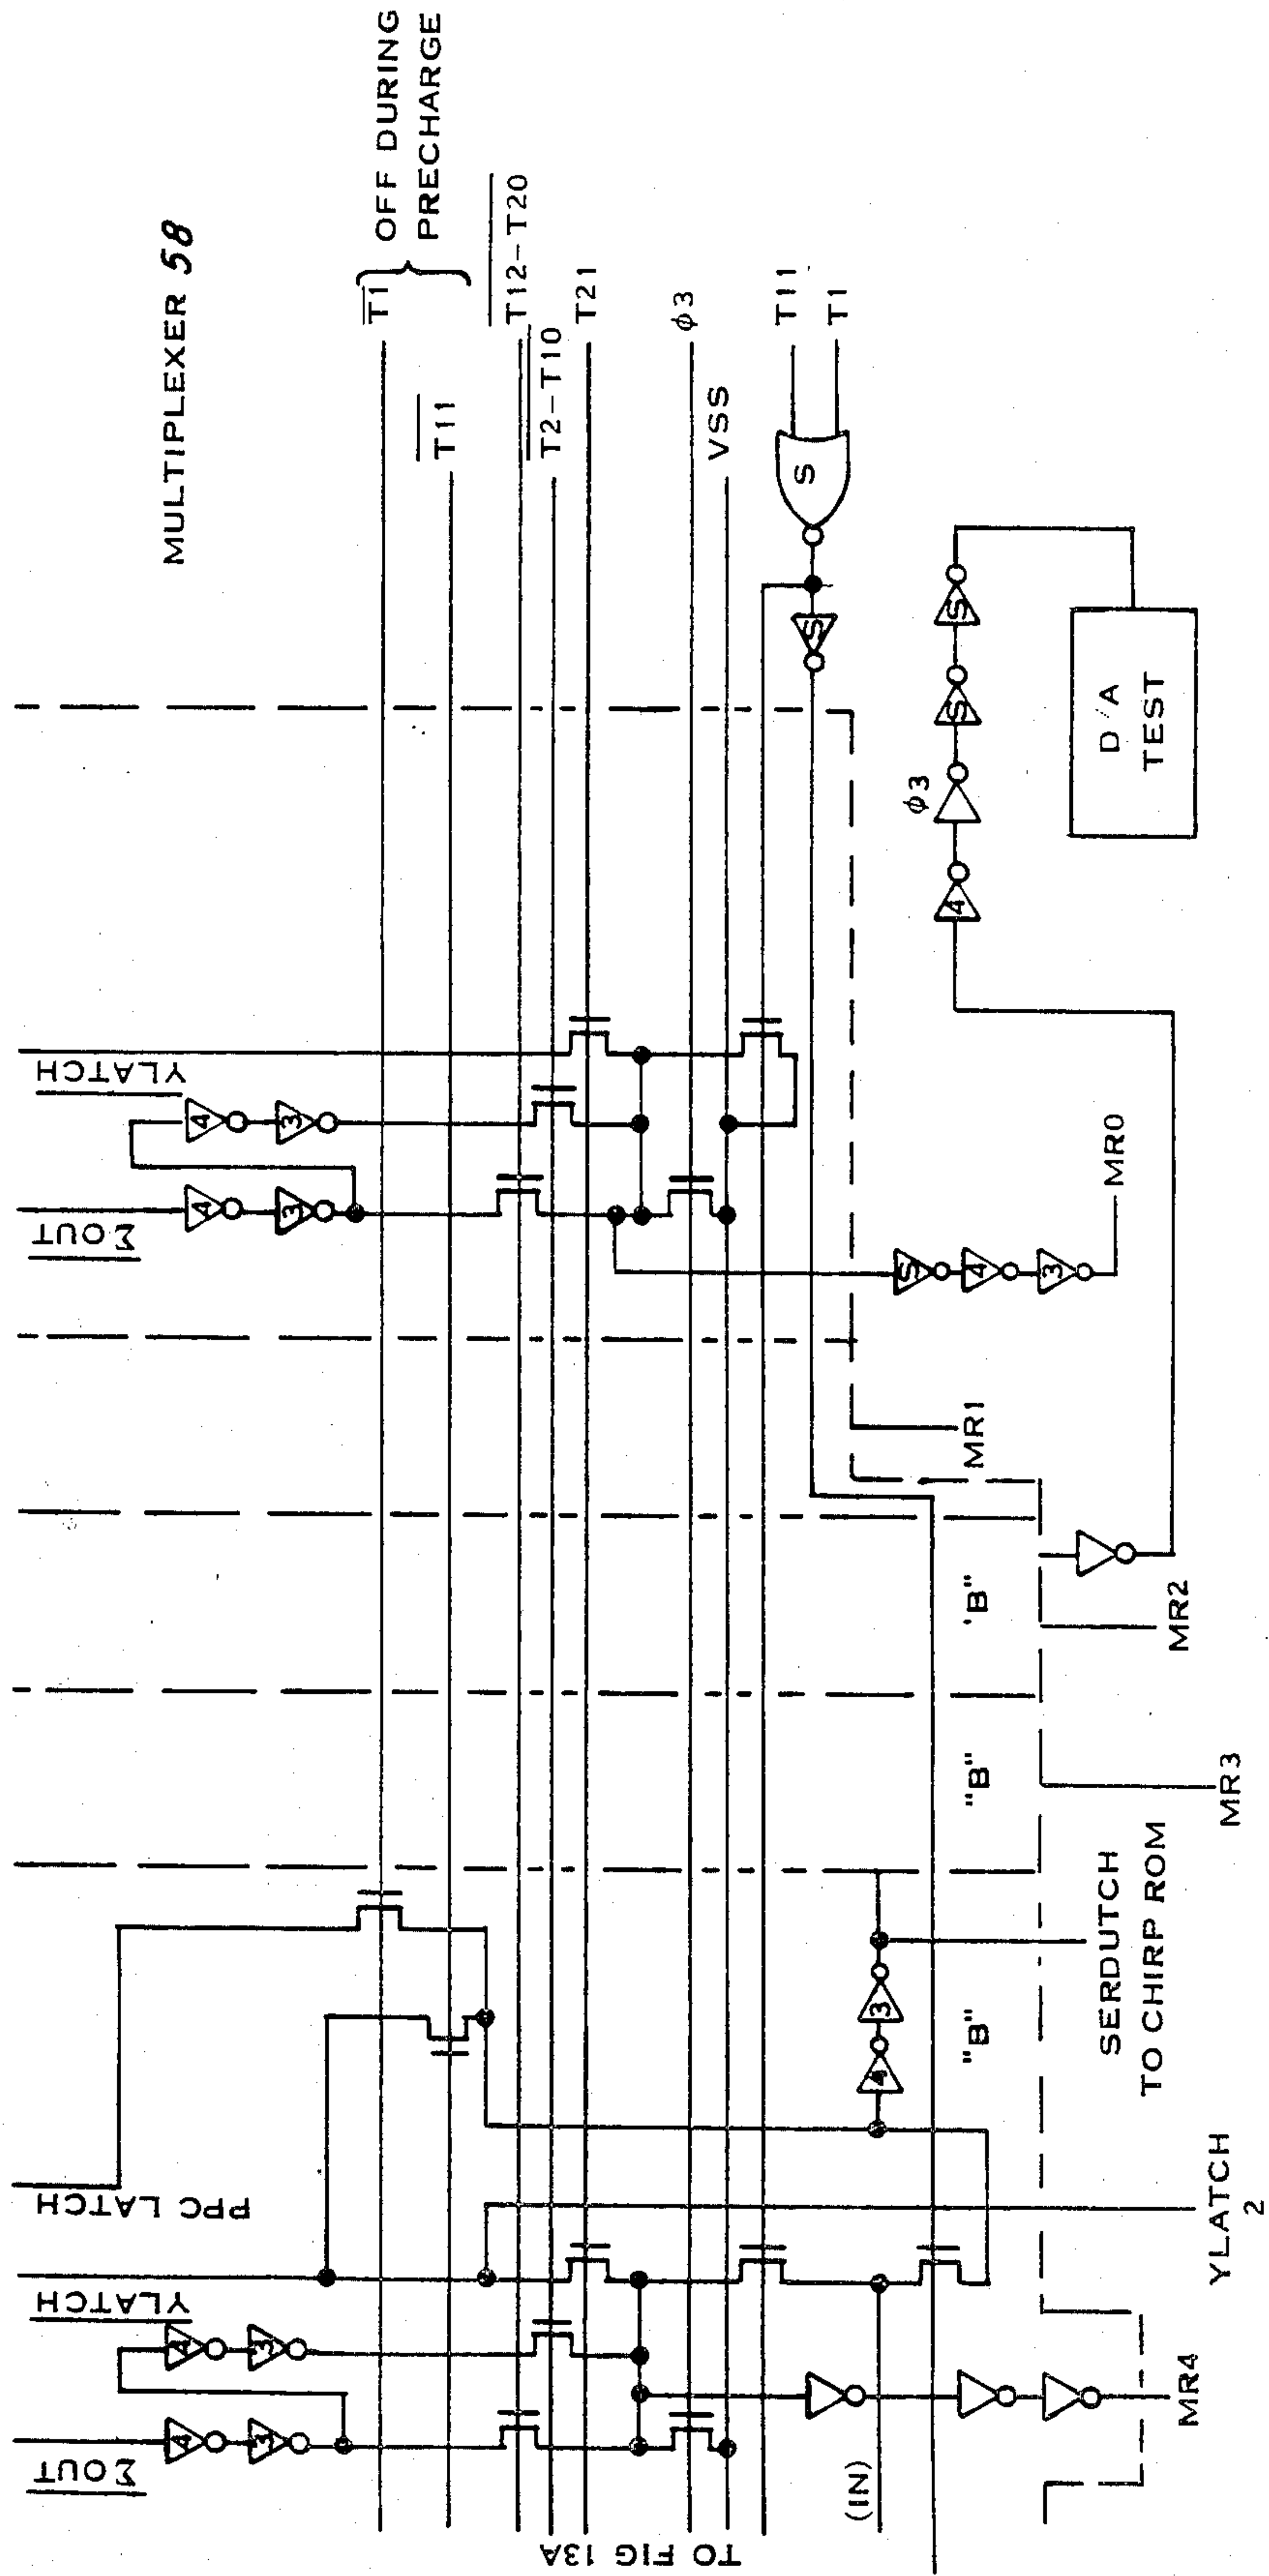 MULTIPLEXER 58
OFF DURING
PRECHARGE
T1
T11
T12-T20
T2-T10
T21
φ3
VSS
T11
T1
S
S
ΣOUT
YLATCH
4
3
4
3
PPC LATCH
YLATCH
ΣOUT
4
3
4
3
S
4
3
MR0
MR1
4
φ3
S
S
D/A
TEST
'B"
MR2
"B"
MR3
"B"
4
3
SERDUTCH
TO CHIRP ROM
YLATCH
2
MR4
(IN)
TO FIG 13A